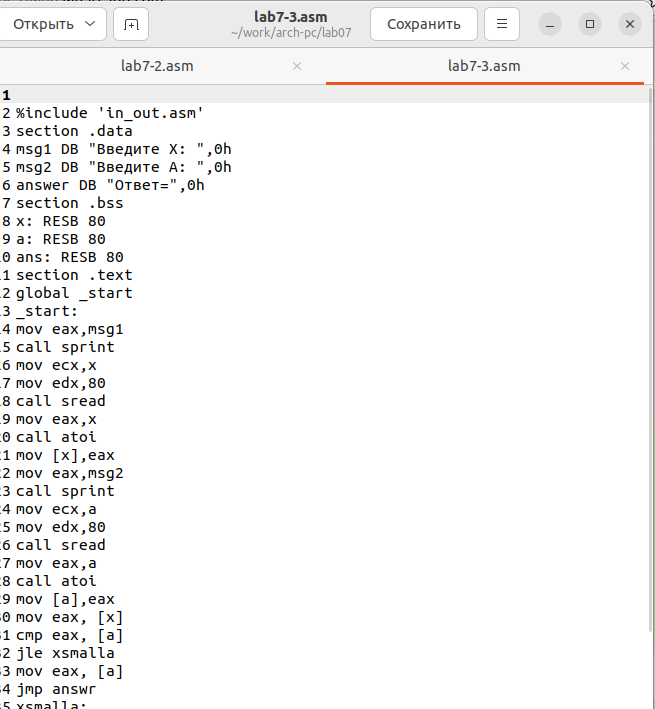 Открыть
lab7-3.asm
~/work/arch-pc/lab07
Сохранить
lab7-2.asm
lab7-3.asm
1
2 %include 'in_out.asm'
3 section .data
4 msg1 DB "Введите X: ",0h
5 msg2 DB "Введите A: ",0h
6 answer DB "Ответ=",0h
7 section .bss
8 x: RESB 80
9 a: RESB 80
10 ans: RESB 80
11 section .text
12 global _start
13 _start:
14 mov eax,msg1
15 call sprint
16 mov ecx,x
17 mov edx,80
18 call sread
19 mov eax,x
20 call atoi
21 mov [x],eax
22 mov eax,msg2
23 call sprint
24 mov ecx,a
25 mov edx,80
26 call sread
27 mov eax,a
28 call atoi
29 mov [a],eax
30 mov eax, [x]
31 cmp eax, [a]
32 jle xsmalla
33 mov eax, [a]
34 jmp answr
35 xsmalla: